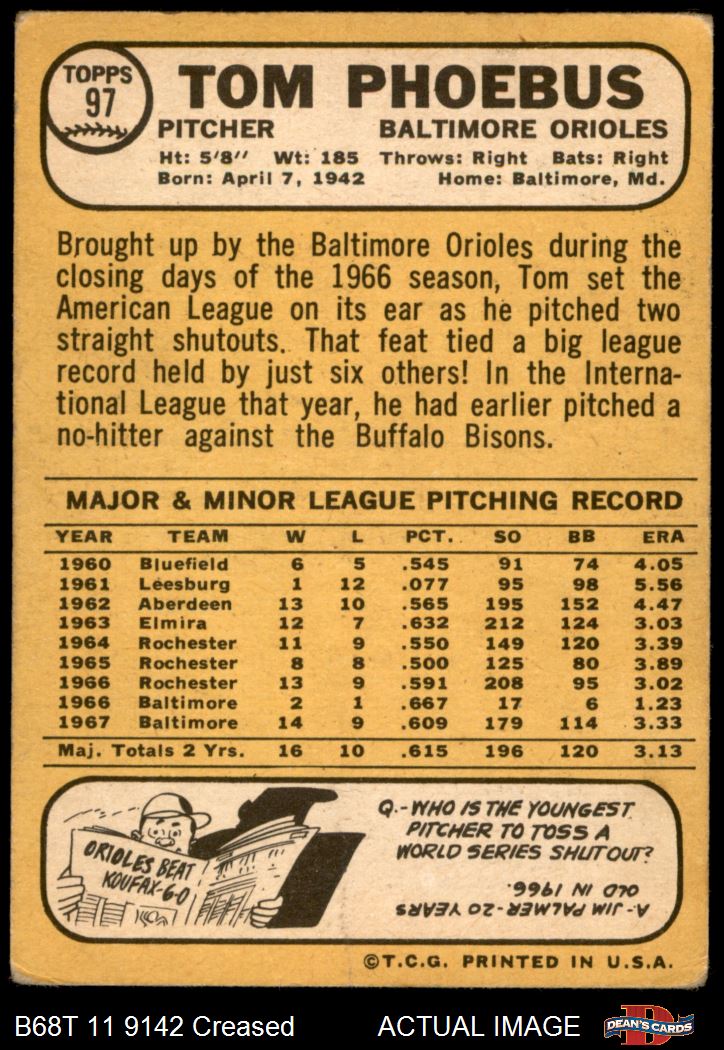 TOPPS
97
TOM PHOEBUS
PITCHER BALTIMORE ORIOLES
Ht: 5'8'' Wt: 185 Throws: Right Bats: Right
Born: April 7, 1942 Home: Baltimore, Md.
Brought up by the Baltimore Orioles during the
closing days of the 1966 season, Tom set the
American League on its ear as he pitched two
straight shutouts. That feat tied a big league
record held by just six others! In the Interna-
tional League that year, he had earlier pitched a
no-hitter against the Buffalo Bisons.
MAJOR & MINOR LEAGUE PITCHING RECORD
YEAR TEAM W L PCT. SO BB ERA
1960 Bluefield 6 5 .545 91 74 4.05
1961 Leesburg 1 12 .077 95 98 5.56
1962 Aberdeen 13 10 .565 195 152 4.47
1963 Elmira 12 7 .632 212 124 3.03
1964 Rochester 11 9 .550 149 120 3.39
1965 Rochester 8 8 .500 125 80 3.89
1966 Rochester 13 9 .591 208 95 3.02
1966 Baltimore 2 1 .667 17 6 1.23
1967 Baltimore 14 9 .609 179 114 3.33
Maj. Totals 2 Yrs. 16 10 .615 196 120 3.13
ORIOLES BEAT
KOUFAX-6-0
Q.-WHO IS THE YOUNGEST
PITCHER TO TOSS A
WORLD SERIES SHUTOUT?
A.-JIM PALMER-20 YEARS
OLD IN 1966.
©T.C.G. PRINTED IN U.S.A.
B68T 11 9142 Creased ACTUAL IMAGE
D
DEAN'S CARDS